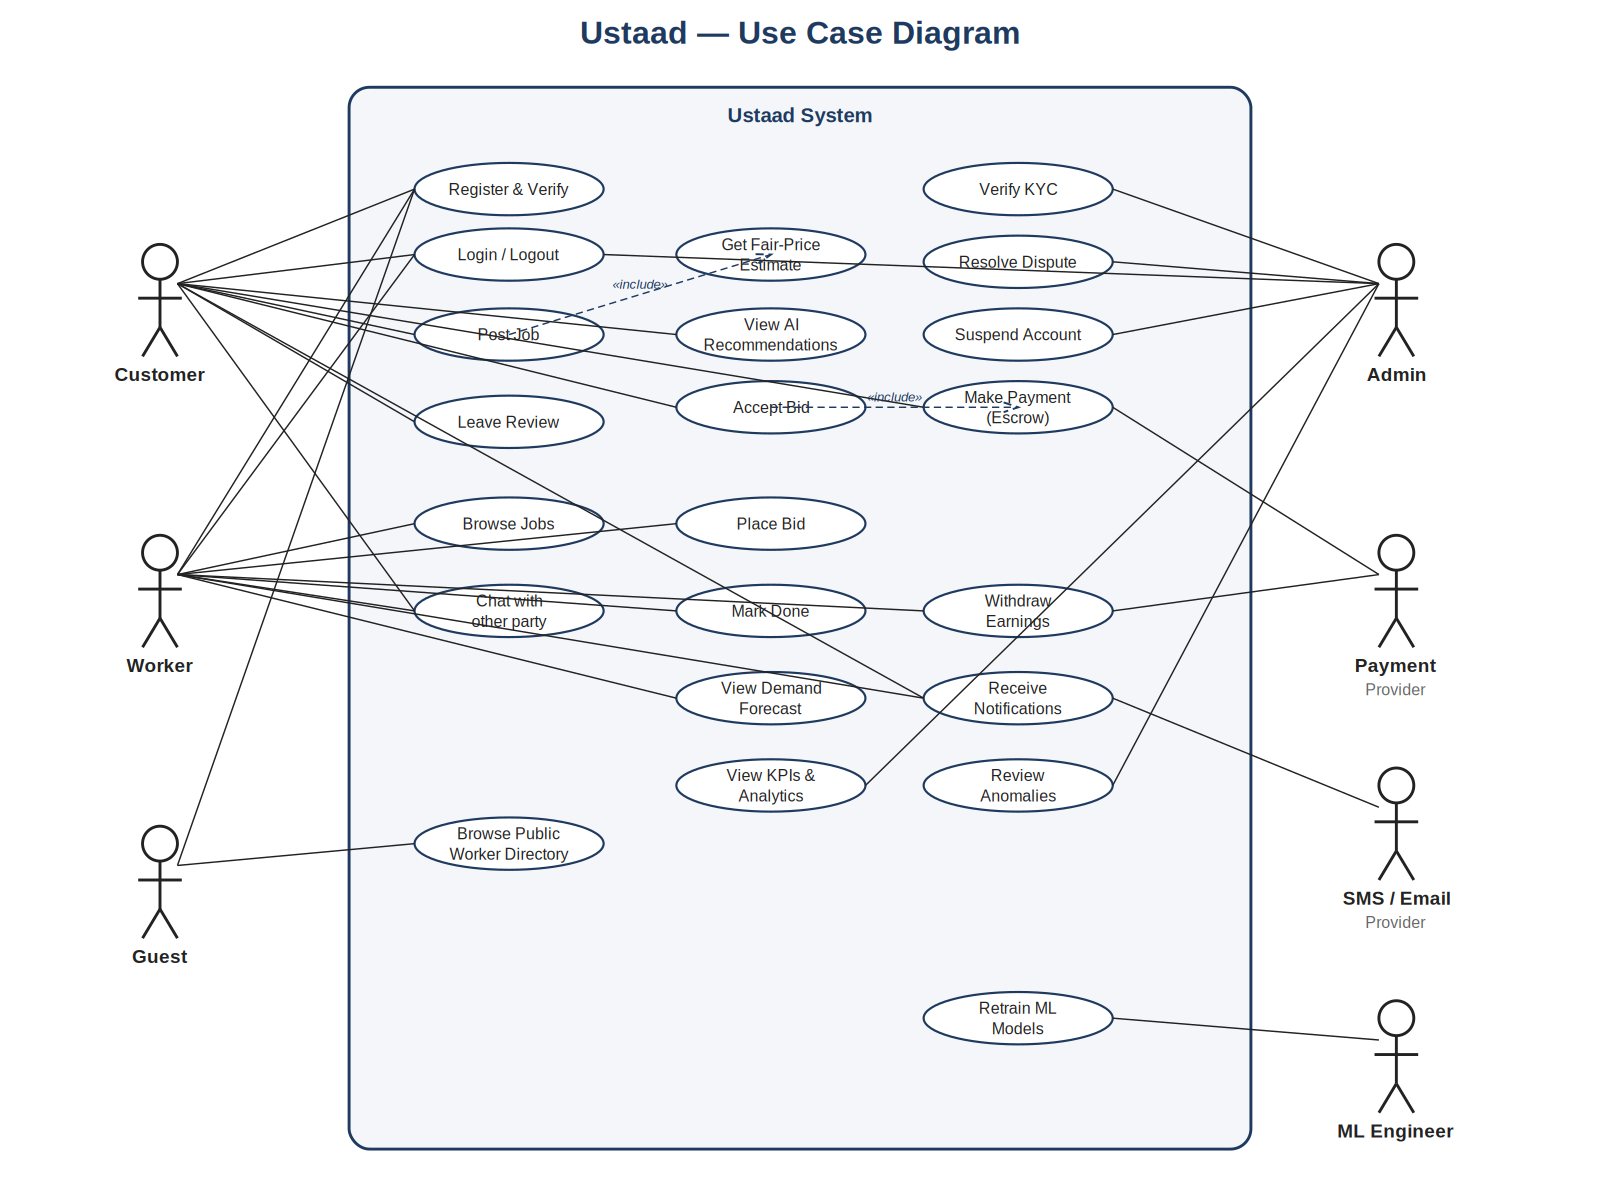 Ustaad — Use Case Diagram
Ustaad System
Register & Verify
Verify KYC
Login / Logout
Get Fair-Price
Estimate
Resolve Dispute
«include»
Post Job
View AI
Recommendations
Suspend Account
Customer
Admin
Leave Review
Accept Bid
«include»
Make Payment
(Escrow)
Browse Jobs
Place Bid
Chat with
other party
Mark Done
Withdraw
Earnings
Worker
Payment
Provider
View Demand
Forecast
Receive
Notifications
View KPIs &
Analytics
Review
Anomalies
Browse Public
Worker Directory
SMS / Email
Provider
Guest
Retrain ML
Models
ML Engineer